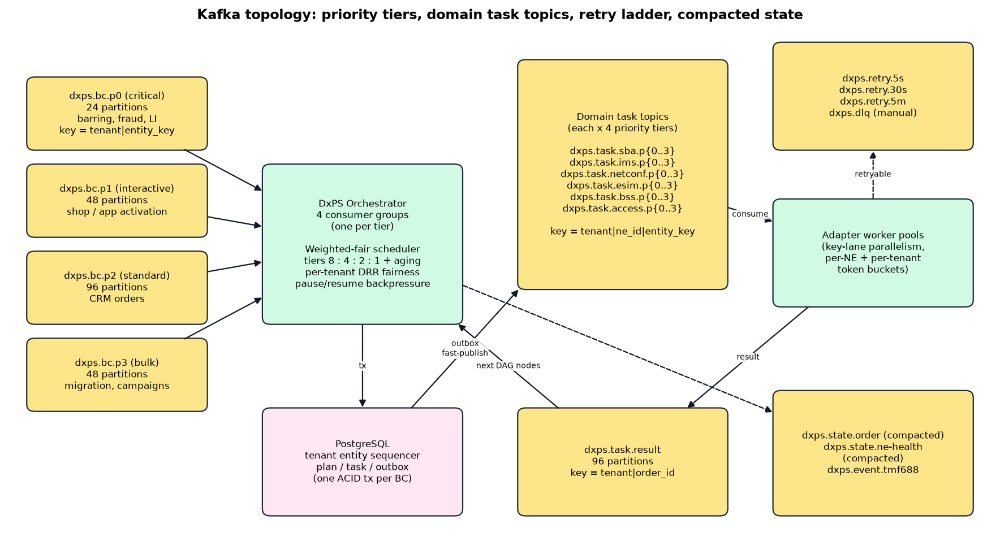 Kafka topology: priority tiers, domain task topics, retry ladder, compacted state
dxps.bc.p0 (critical)
24 partitions
barring, fraud, LI
key = tenant|entity_key
dxps.bc.p1 (interactive)
48 partitions
shop / app activation
dxps.bc.p2 (standard)
96 partitions
CRM orders
dxps.bc.p3 (bulk)
48 partitions
migration, campaigns
DxPS Orchestrator
4 consumer groups
(one per tier)
Weighted-fair scheduler
tiers 8 : 4 : 2 : 1 + aging
per-tenant DRR fairness
pause/resume backpressure
tx
PostgreSQL
tenant entity sequencer
plan / task / outbox
(one ACID tx per BC)
outbox
fast-publish
next DAG nodes
Domain task topics
(each x 4 priority tiers)
dxps.task.sba.p{0..3}
dxps.task.ims.p{0..3}
dxps.task.netconf.p{0..3}
dxps.task.esim.p{0..3}
dxps.task.bss.p{0..3}
dxps.task.access.p{0..3}
key = tenant|ne_id|entity_key
dxps.task.result
96 partitions
key = tenant|order_id
consume
dxps.retry.5s
dxps.retry.30s
dxps.retry.5m
dxps.dlq (manual)
retryable
Adapter worker pools
(key-lane parallelism,
per-NE + per-tenant
token buckets)
result
dxps.state.order (compacted)
dxps.state.ne-health
(compacted)
dxps.event.tmf688